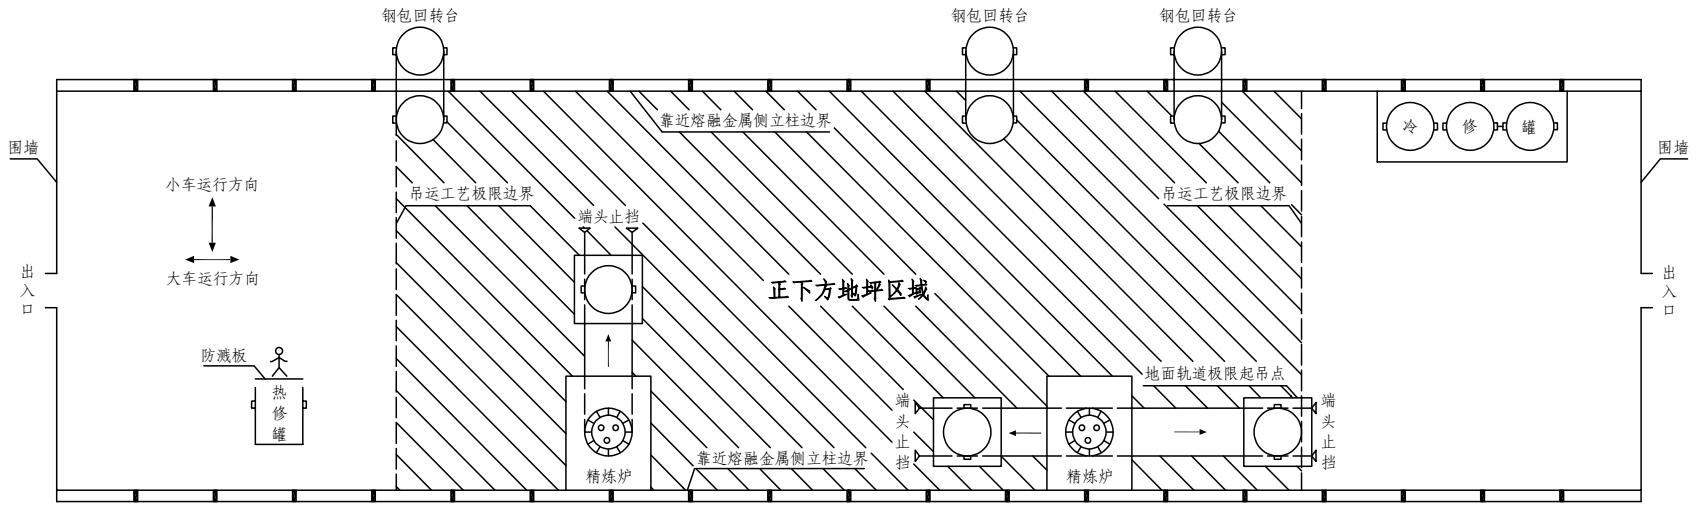 钢包回转台
钢包回转台
钢包回转台
靠近熔融金属侧立柱边界
冷 修 罐
围墙
围墙
小车运行方向
吊运工艺极限边界
吊运工艺极限边界
端头止挡
大车运行方向
出入口
正下方地坪区域
出入口
防溅板
热修罐
地面轨道极限起吊点
端头止挡
端头止挡
靠近熔融金属侧立柱边界
精炼炉
精炼炉